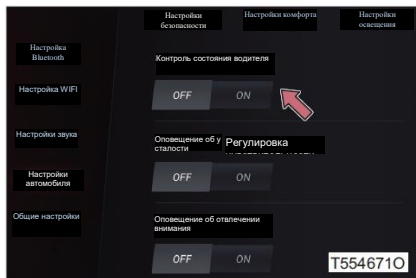 Настройки
безопасности
Настройки комфорта
Настройки
освещения
Настройка
Bluetooth
Контроль состояния водителя
Настройка WIFI
OFF ON
Настройки звука
Оповещение об у
сталости
Регулировка
Настройки
автомобиля
OFF ON
Общие настройки
Оповещение об отвлечении
внимания
OFF ON
T554671O